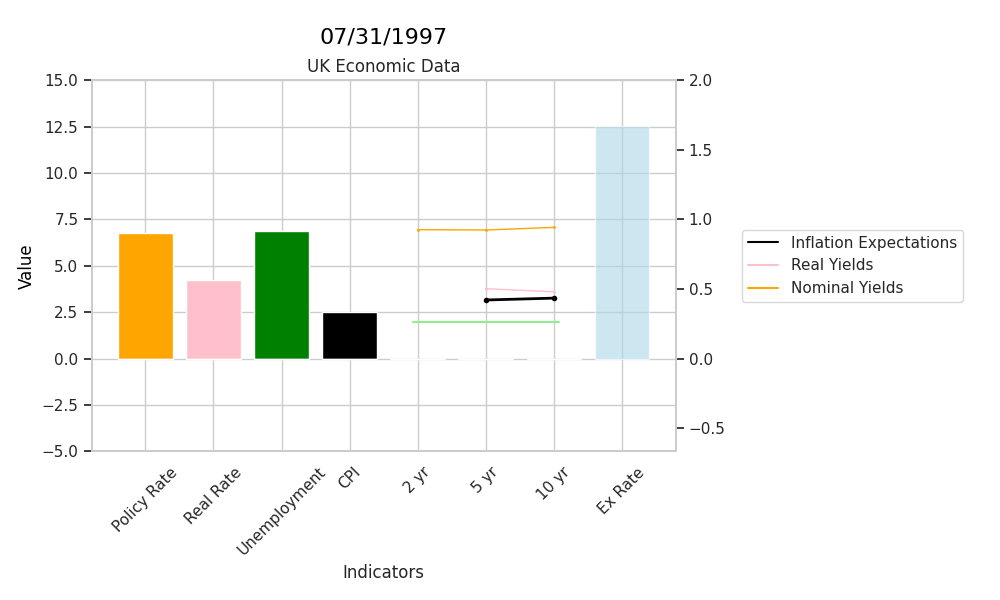 07/31/1997
UK Economic Data
15.0
12.5
10.0
7.5
5.0
2.5
0.0
−2.5
−5.0
Value
2.0
1.5
1.0
0.5
0.0
−0.5
Inflation Expectations
Real Yields
Nominal Yields
Policy Rate
Real Rate
Unemployment
CPI
2 yr
5 yr
10 yr
Ex Rate
Indicators